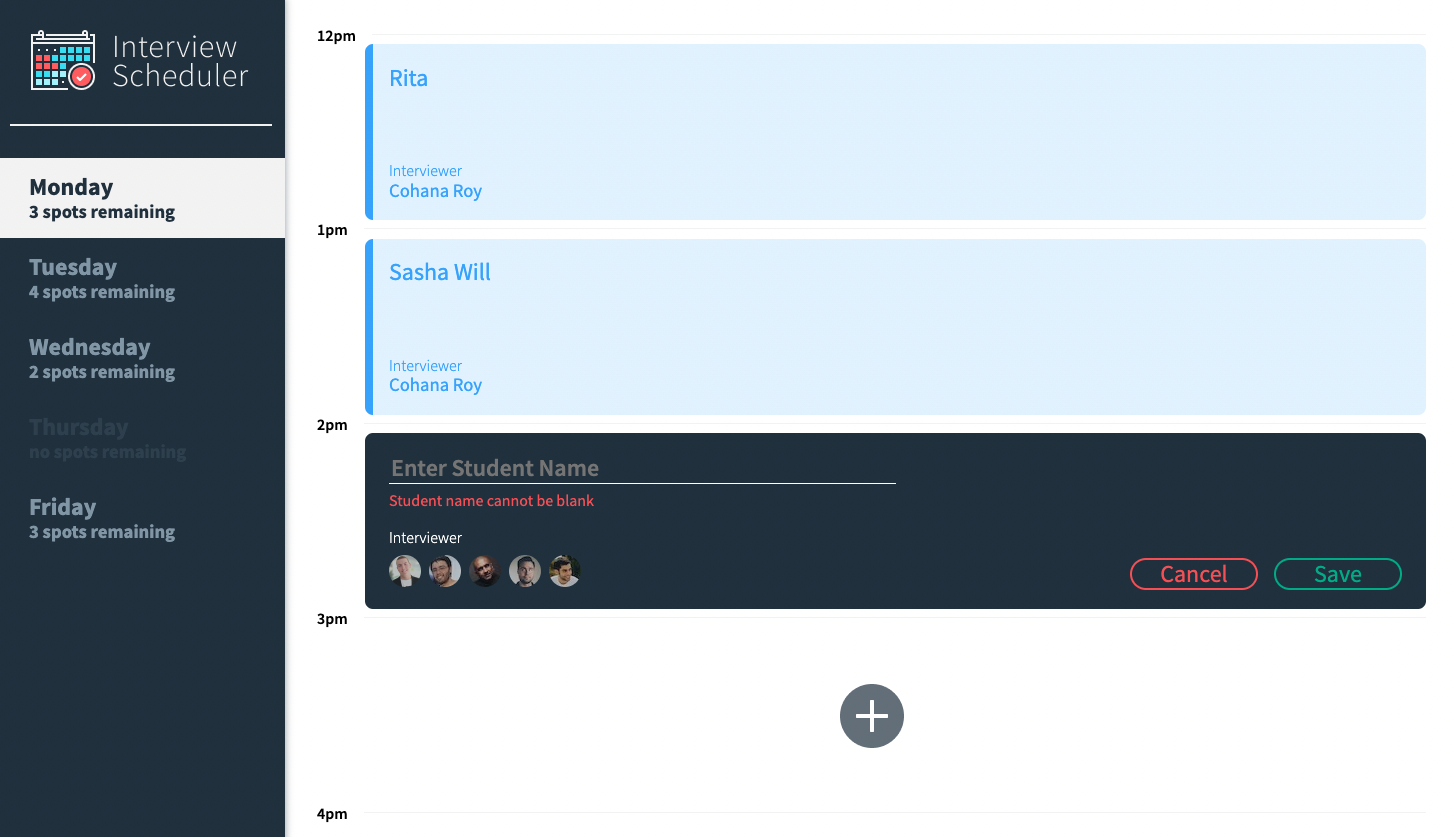 Interview
Scheduler
Monday
3 spots remaining
Tuesday
4 spots remaining
Wednesday
2 spots remaining
Thursday
no spots remaining
Friday
3 spots remaining
12pm
Rita
Interviewer
Cohana Roy
1pm
Sasha Will
Interviewer
Cohana Roy
2pm
Enter Student Name
Student name cannot be blank
Interviewer
Cancel
Save
3pm
4pm